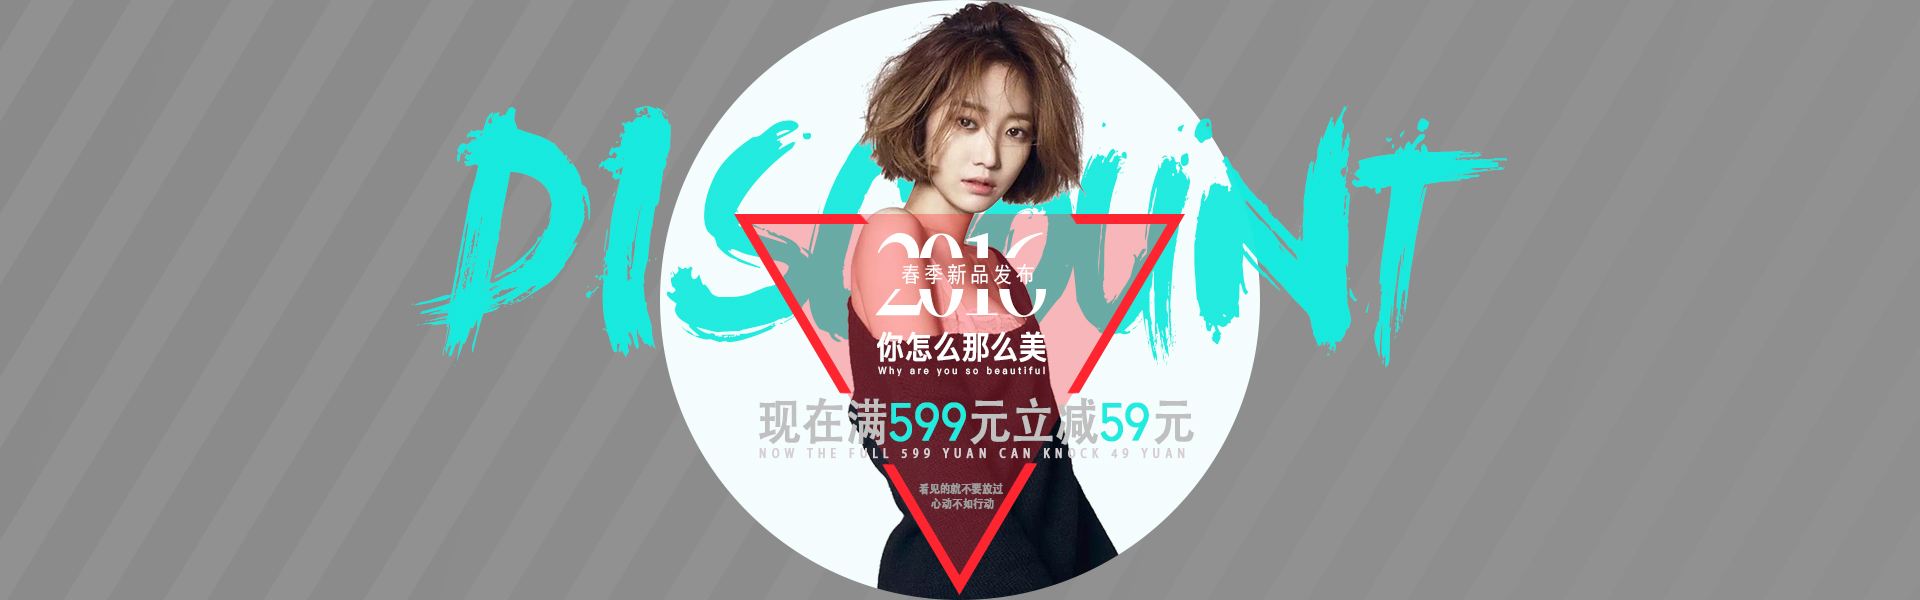 DISCOUNT
2016
春季新品发布
2016
你怎么那么美
Why are you so beautiful
现在满599元立减59元
NOW THE FULL 599 YUAN CAN KNOCK 49 YUAN
看见的就不要放过
心动不如行动